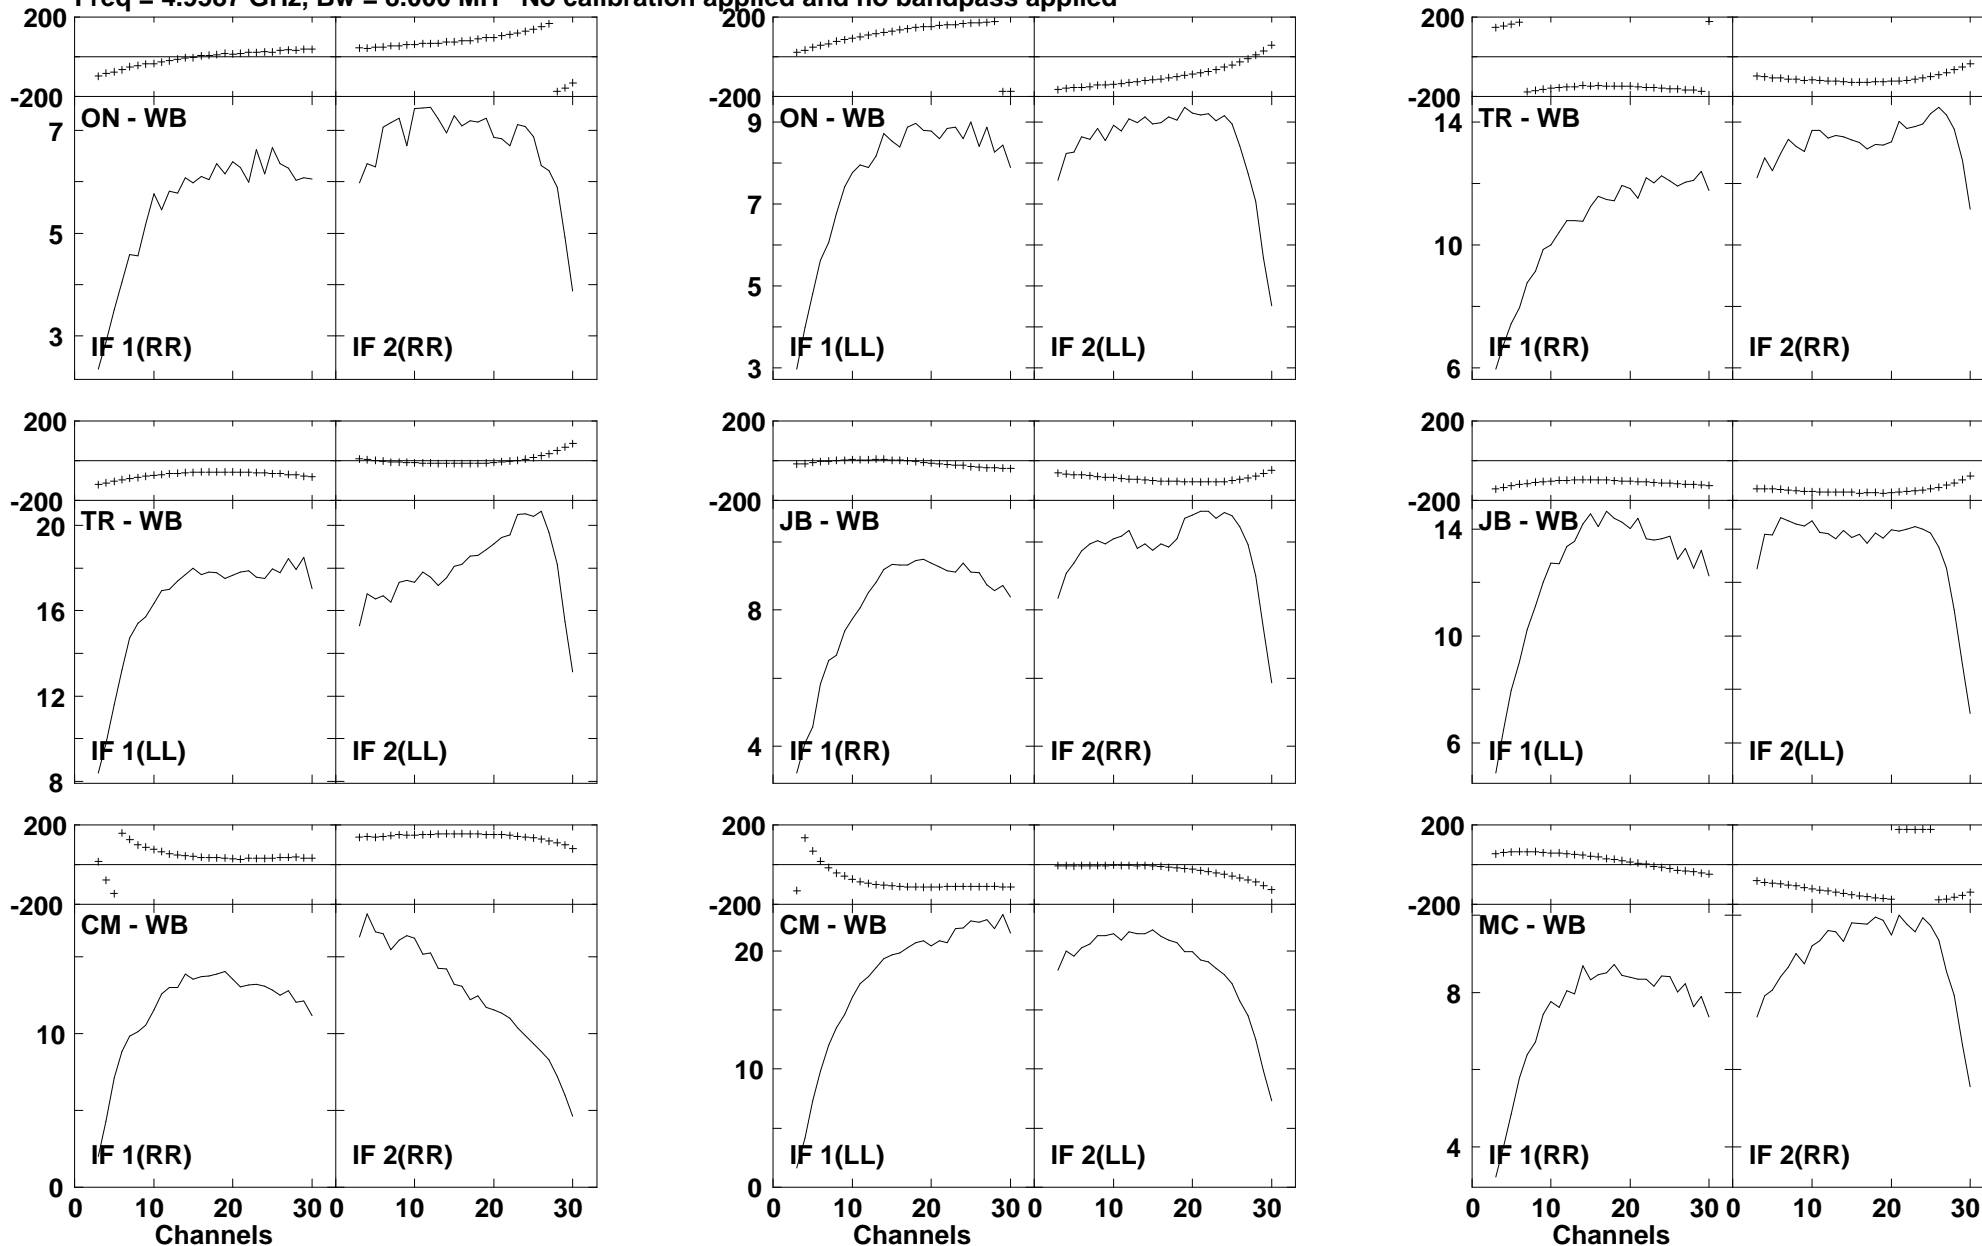 Freq = 4.9587 GHz, Bw = 8.000 MH No calibration applied and no bandpass applied
200 200 200
-200 -200 -200
ON - WB ON - WB TR - WB
7 9 14
5 7 10
3 5 6
3
IF 1(RR) IF 2(RR) IF 1(LL) IF 2(LL) IF 1(RR) IF 2(RR)
200 200 200
-200 -200 -200
TR - WB JB - WB JB - WB
20 8 14
16 4 10
12 6
8
IF 1(LL) IF 2(LL) IF 1(RR) IF 2(RR) IF 1(LL) IF 2(LL)
200 200 200
-200 -200 -200
CM - WB CM - WB MC - WB
10 20 8
0 10 4
0
IF 1(RR) IF 2(RR) IF 1(LL) IF 2(LL) IF 1(RR) IF 2(RR)
0 10 20 30 0 10 20 30 0 10 20 30 0 10 20 30 0 10 20 30 0 10 20 30
Channels Channels Channels